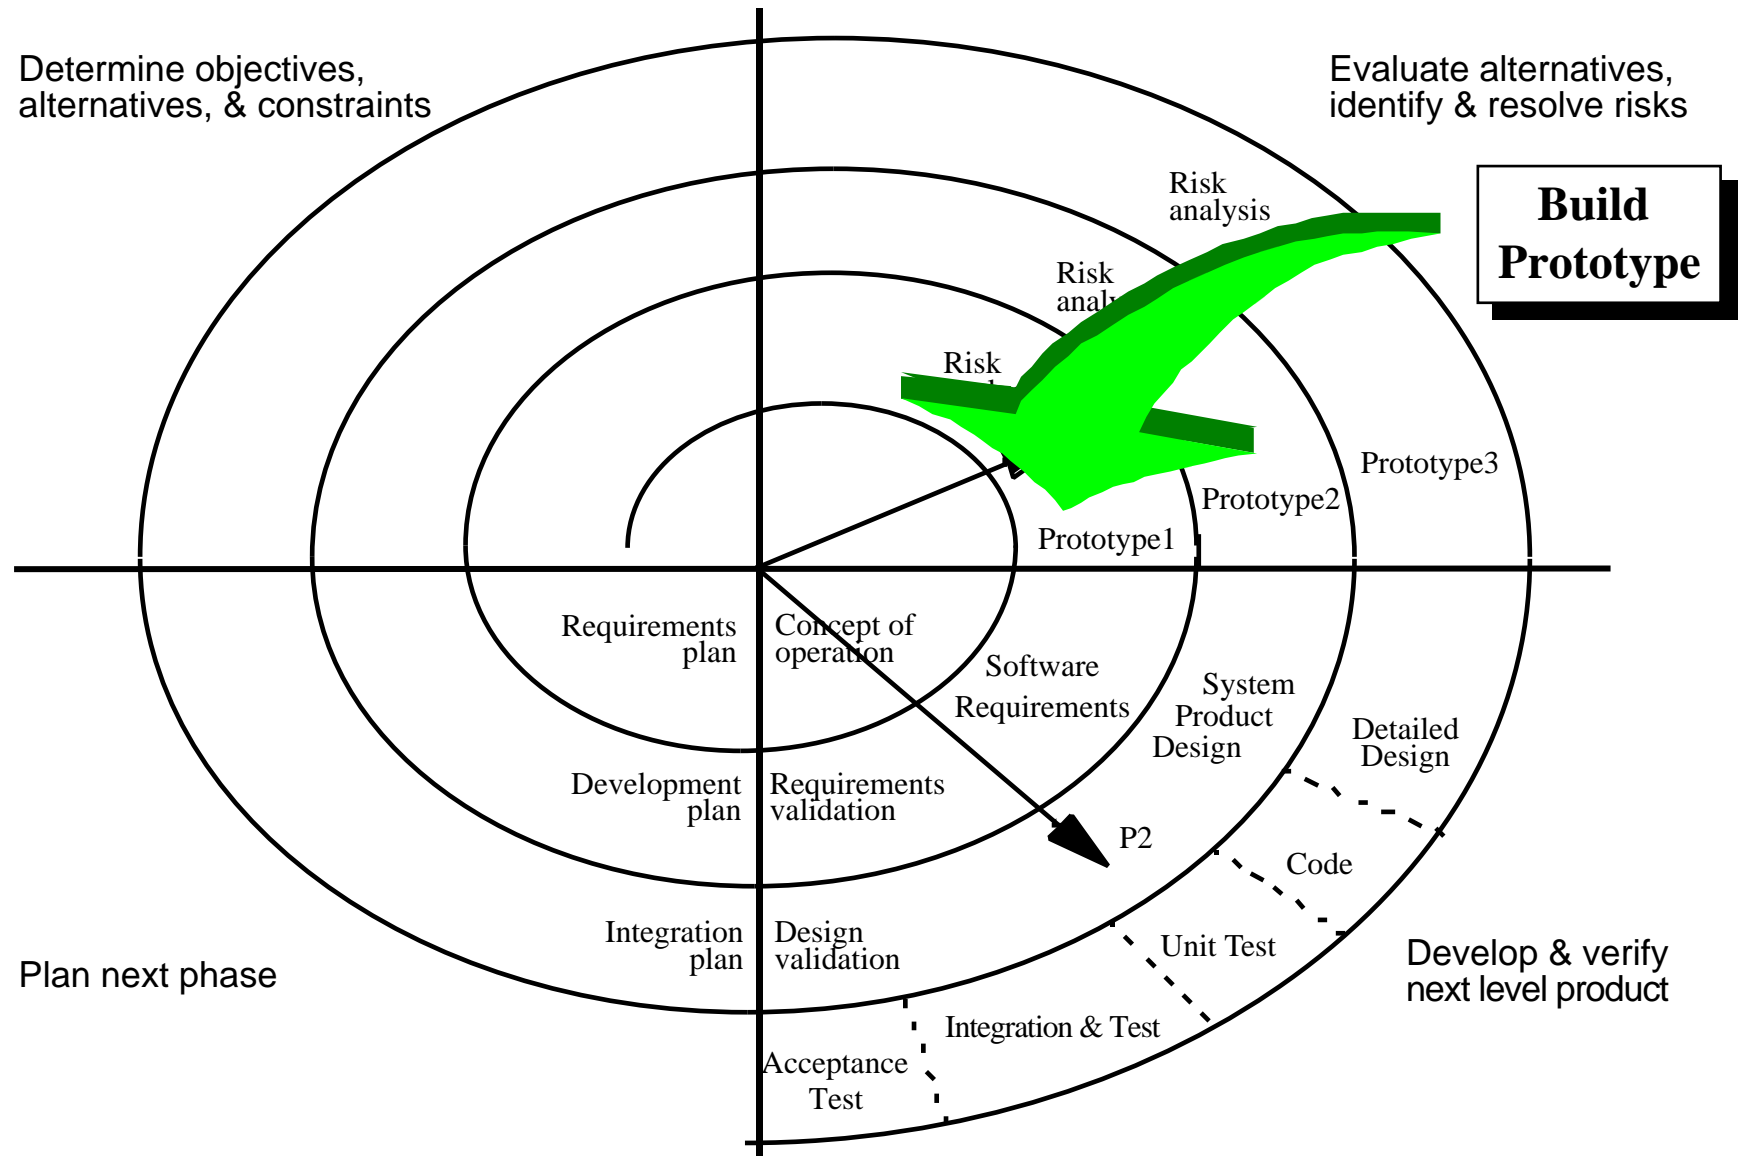 Determine objectives,
alternatives, & constraints
Evaluate alternatives,
identify & resolve risks
Build
Prototype
Risk
analysis
Risk
Risk
Prototype3
Prototype2
Prototype1
Requirements
plan
Concept of
operation
Software
Requirements
System
Product
Design
Detailed
Design
Development
plan
Requirements
validation
P2
Code
Integration
plan
Design
validation
Unit Test
Plan next phase
Develop & verify
next level product
Integration & Test
Acceptance
Test